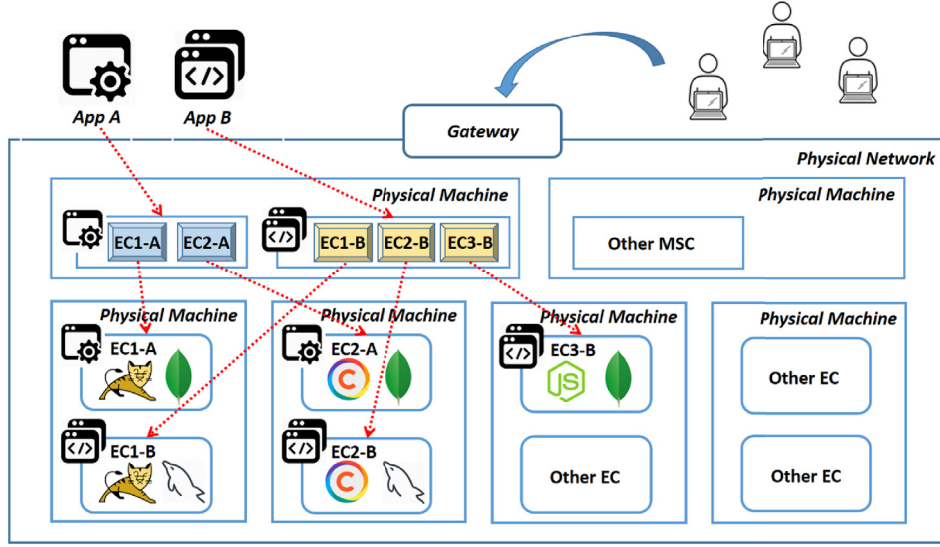 App A
App B
Gateway
Physical Network
Physical Machine
Physical Machine
EC1-A
EC2-A
EC1-B
EC2-B
EC3-B
Other MSC
Physical Machine
Physical Machine
Physical Machine
Physical Machine
EC1-A
EC2-A
C
EC3-B
JS
Other EC
EC1-B
EC2-B
C
Other EC
Other EC